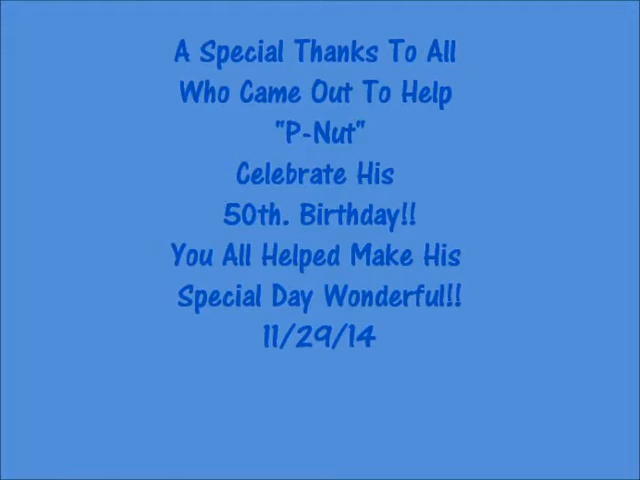 A Special Thanks To All
Who Came Out To Help
"P-Nut"
Celebrate His
50th. Birthday!!
You All Helped Make His
Special Day Wonderful!!
11/29/14